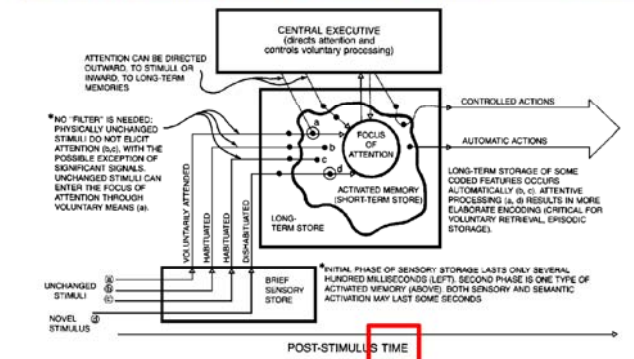 CENTRAL EXECUTIVE
(directs attention and
controls voluntary processing)
ATTENTION CAN BE DIRECTED
OUTWARD, TO STIMULI, OR
INWARD, TO LONG-TERM
MEMORIES
*NO "FILTER" IS NEEDED:
PHYSICALLY UNCHANGED
STIMULI DO NOT ELICIT
ATTENTION (b,c), WITH THE
POSSIBLE EXCEPTION OF
SIGNIFICANT SIGNALS.
UNCHANGED STIMULI CAN
ENTER THE FOCUS OF
ATTENTION THROUGH
VOLUNTARY MEANS (a).
a
b
c
d
FOCUS
OF
ATTENTION
ACTIVATED MEMORY
(SHORT-TERM STORE)
LONG-
TERM STORE
CONTROLLED ACTIONS
AUTOMATIC ACTIONS
LONG-TERM STORAGE OF SOME
CODED FEATURES OCCURS
AUTOMATICALLY (b, c). ATTENTIVE
PROCESSING (a, d) RESULTS IN MORE
ELABORATE ENCODING (CRITICAL FOR
VOLUNTARY RETRIEVAL, EPISODIC
STORAGE).
VOLUNTARILY ATTENDED
HABITUATED
HABITUATED
DISHABITUATED
UNCHANGED
STIMULI
a
b
c
NOVEL
STIMULUS
d
BRIEF
SENSORY
STORE
*INITIAL PHASE OF SENSORY STORAGE LASTS ONLY SEVERAL
HUNDRED MILLISECONDS (LEFT). SECOND PHASE IS ONE TYPE OF
ACTIVATED MEMORY (ABOVE). BOTH SENSORY AND SEMANTIC
ACTIVATION MAY LAST SOME SECONDS
POST-STIMULUS TIME